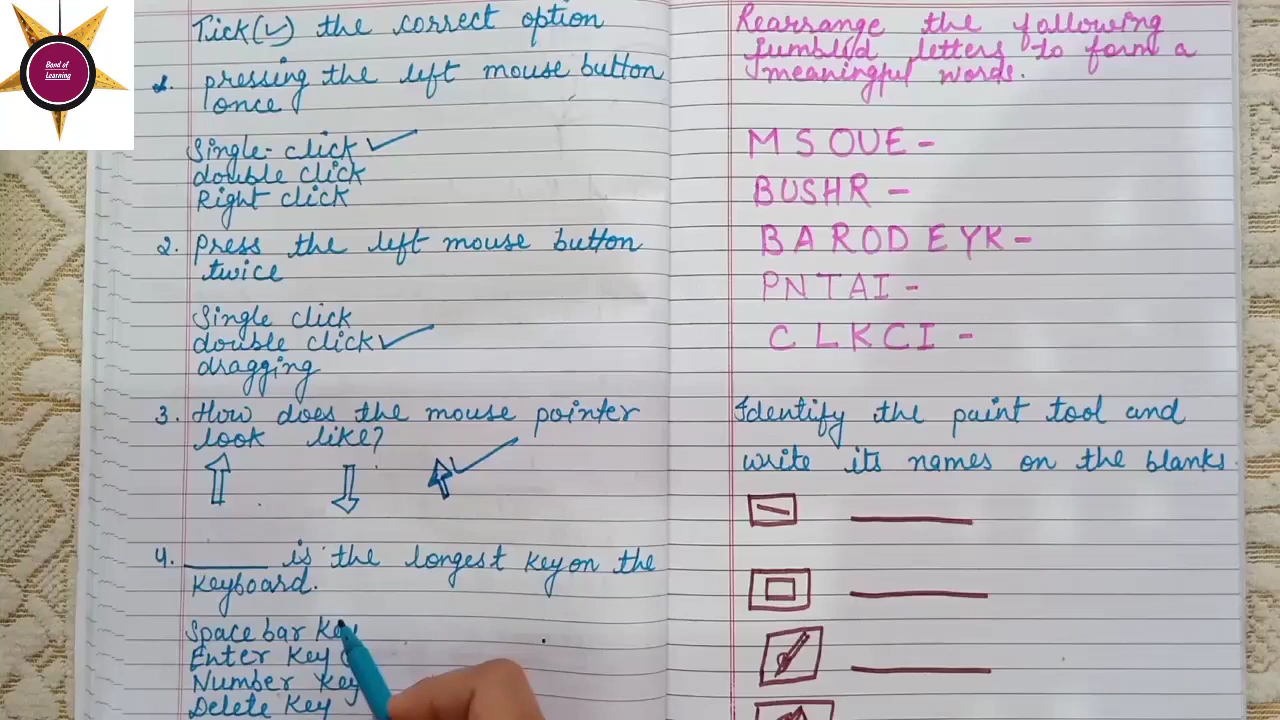 Band of
Learning
Tick(✓) the correct option
1. pressing the left mouse button
once
Single-click ✓
double click
Right click
2. Press the left mouse button
twice
Single click
double click ✓
dragging
3. How does the mouse pointer
look like?
4. ______ is the longest key on the
Keyboard.
Space bar Key
Enter Key
Number Key
Delete Key
Rearrange the following
jumbled letters to form a
meaningful words.
M S O U E -
B U S H R -
B A R O D E Y K -
P N T A I -
C L K C I -
Identify the paint tool and
write its names on the blanks.